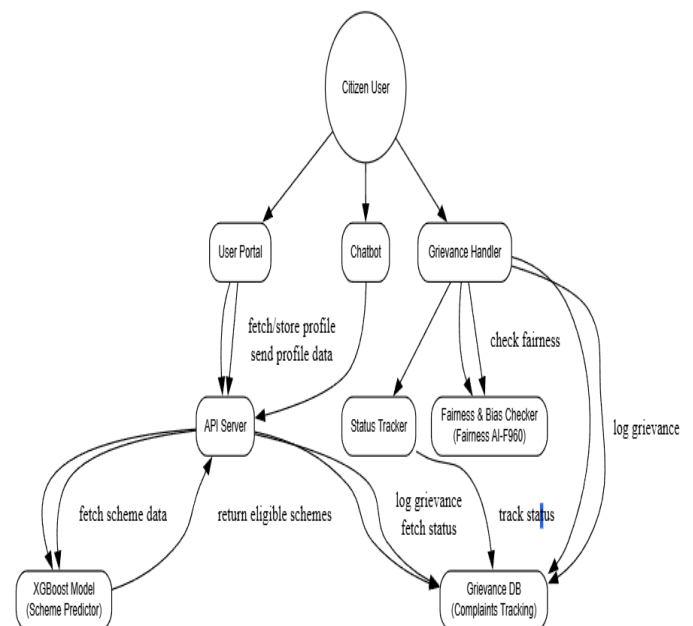 Citizen User
User Portal
Chatbot
Grievance Handler
fetch/store profile
send profile data
check fairness
API Server
Status Tracker
Fairness & Bias Checker
(Fairness AI-F960)
log grievance
fetch scheme data
return eligible schemes
log grievance
fetch status
track status
XGBoost Model
(Scheme Predictor)
Grievance DB
(Complaints Tracking)